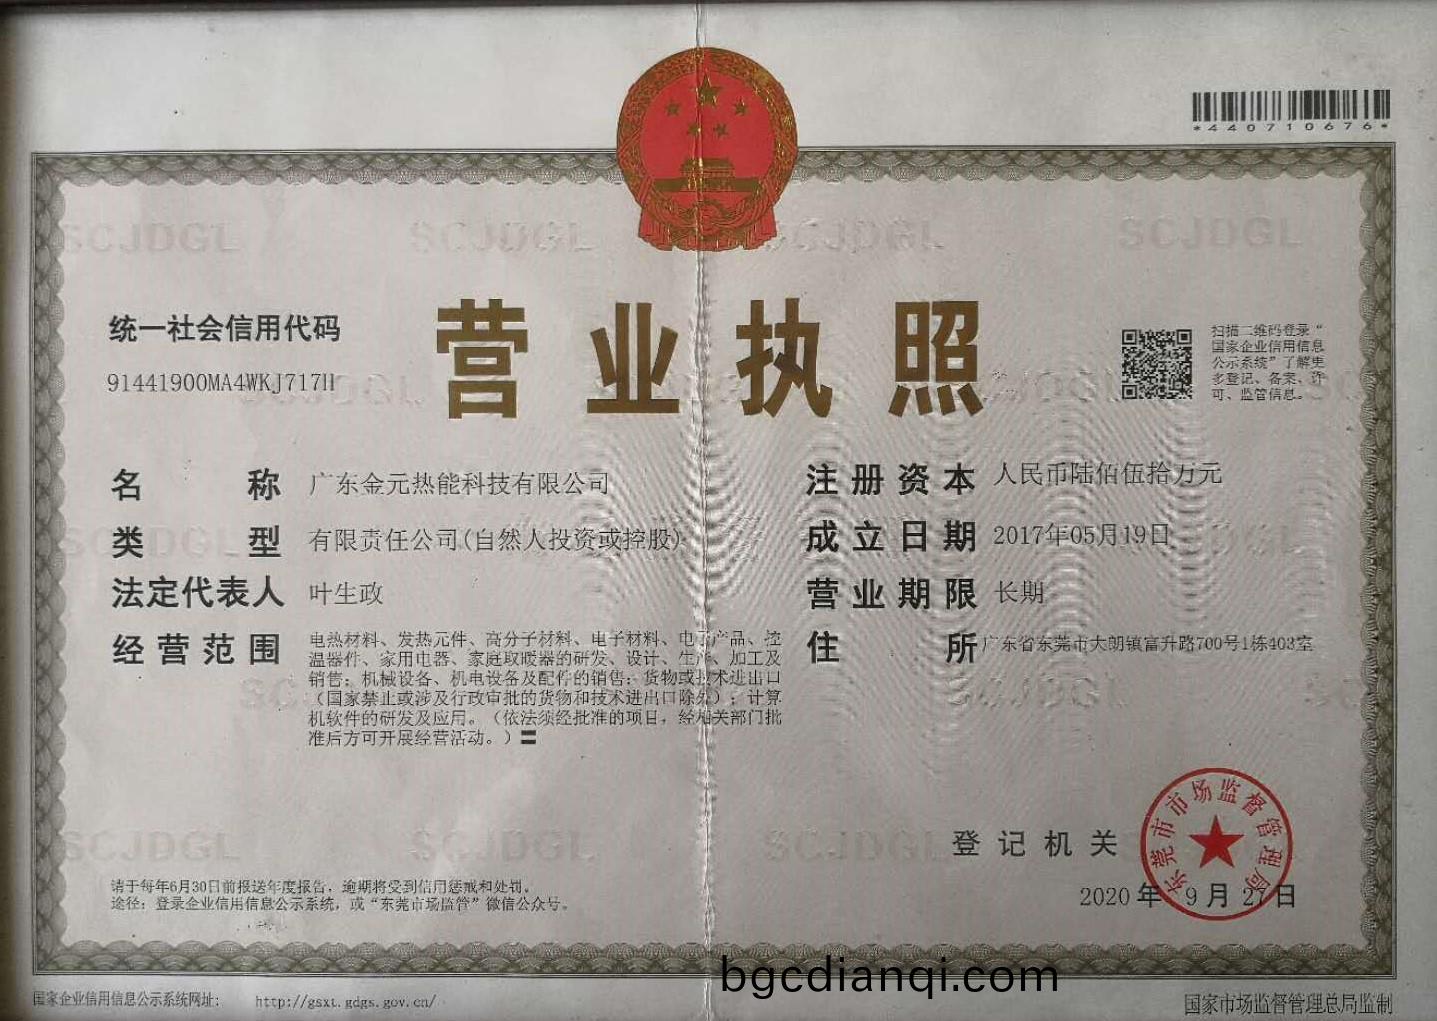 *440710676*
统一社会信用代码
91441900MA4WKJ717H
营业执照
扫描二维码登录“
国家企业信用信息
公示系统”了解更
多登记、备案、许
可、监管信息。
名称 广东金元热能科技有限公司
类型 有限责任公司(自然人投资或控股)
法定代表人 叶生政
经营范围 电热材料、发热元件、高分子材料、电子材料、电子产品、控
温器件、家用电器、家庭取暖器的研发、设计、生产、加工及
销售;机械设备、机电设备及配件的销售;货物或技术进出口
(国家禁止或涉及行政审批的货物和技术进出口除外);计算
机软件的研发及应用。(依法须经批准的项目,经相关部门批
准后方可开展经营活动。)〓
注册资本 人民币陆佰伍拾万元
成立日期 2017年05月19日
营业期限 长期
住所 广东省东莞市大朗镇富升路700号1栋403室
登记机关
东莞市市场监督管理局
2020年9月27日
请于每年6月30日前报送年度报告,逾期将受到信用惩戒和处罚。
途径:登录企业信用信息公示系统,或“东莞市场监管”微信公众号。
bgcdianqi.com
国家企业信用信息公示系统网址: http://gsxt.gdgs.gov.cn/
国家市场监督管理总局监制
SCJDGL